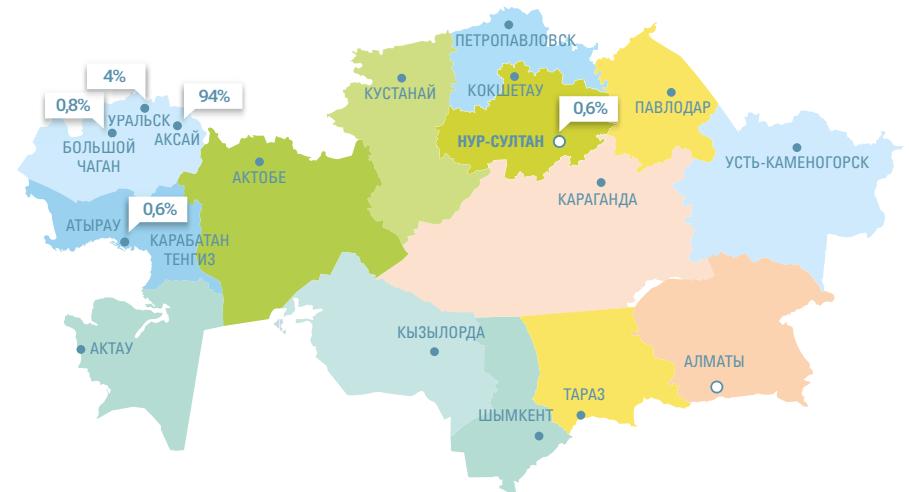 ПЕТРОПАВЛОВСК
4%
КУСТАНАЙ
КОКШЕТАУ
94%
0,8%
0,6%
ПАВЛОДАР
УРАЛЬСК
АКСАЙ
БОЛЬШОЙ
ЧАГАН
НУР-СУЛТАН
УСТЬ-КАМЕНОГОРСК
АКТОБЕ
КАРАГАНДА
0,6%
АТЫРАУ
КАРАБАТАН
ТЕНГИЗ
КЫЗЫЛОРДА
АКТАУ
АЛМАТЫ
ТАРАЗ
ШЫМКЕНТ